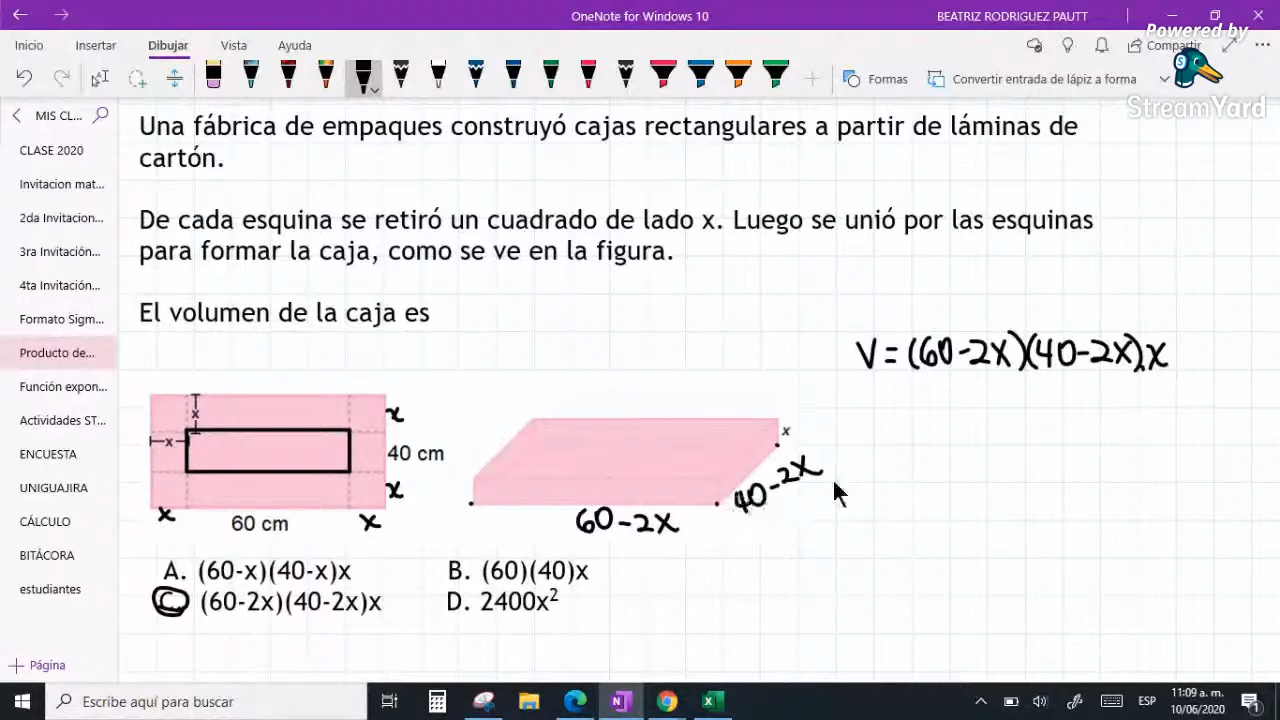 OneNote for Windows 10
BEATRIZ RODRIGUEZ PAUTT
Powered by
StreamYard
Inicio Insertar Dibujar Vista Ayuda
Compartir
Formas Convertir entrada de lápiz a forma
MIS CL...
CLASE 2020
Invitacion mat...
2da Invitacion...
3ra Invitación...
4ta Invitación...
Formato Sigm...
Producto de...
Función expon...
Actividades ST...
ENCUESTA
UNIGUAJIRA
CÁLCULO
BITÁCORA
estudiantes
Página
Una fábrica de empaques construyó cajas rectangulares a partir de láminas de
cartón.
De cada esquina se retiró un cuadrado de lado x. Luego se unió por las esquinas
para formar la caja, como se ve en la figura.
El volumen de la caja es
V = (60-2x)(40-2x).x
x x
x 40 cm
x
x 60 cm x
x
40-2x
60-2x
A. (60-x)(40-x)x B. (60)(40)x
C. (60-2x)(40-2x)x D. 2400x²
Escribe aquí para buscar
ESP
11:09 a. m.
10/06/2020
1